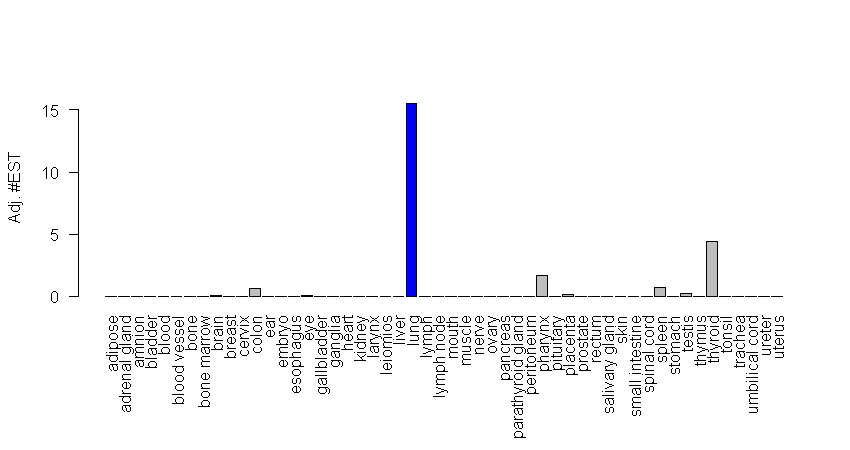 Adj. #EST
15
10
5
0
adipose
adrenal gland
amnion
bladder
blood
blood vessel
bone
bone marrow
brain
breast
cervix
colon
ear
embryo
esophagus
eye
gallbladder
ganglia
heart
kidney
larynx
leiomios
liver
lung
lymph
lymph node
mouth
muscle
nerve
ovary
pancreas
parathyroid gland
peritoneum
pharynx
pituitary
placenta
prostate
rectum
salivary gland
skin
small intestine
spinal cord
spleen
stomach
testis
thymus
thyroid
tonsil
trachea
umbilical cord
ureter
uterus